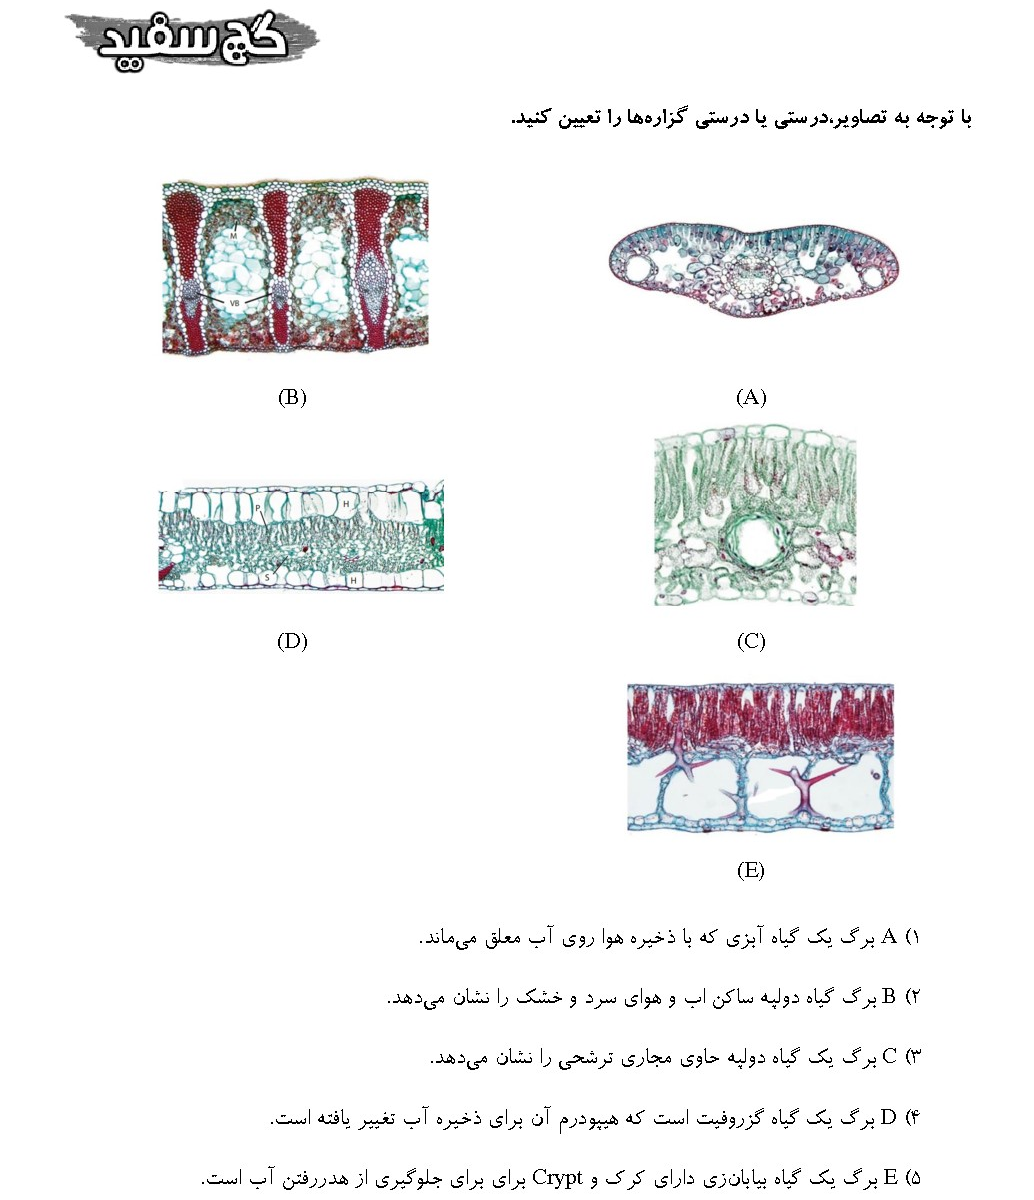 گچ سفید
با توجه به تصاویر،درستی یا درستی گزاره‌ها را تعیین کنید.
M
VB
(B)
(A)
P
H
S
H
(D)
(C)
(E)
۱) A برگ یک گیاه آبزی که با ذخیره هوا روی آب معلق می‌ماند.
۲) B برگ گیاه دولپه ساکن اب و هوای سرد و خشک را نشان می‌دهد.
۳) C برگ یک گیاه دولپه حاوی مجاری ترشحی را نشان می‌دهد.
۴) D برگ یک گیاه گزروفیت است که هیپودرم آن برای ذخیره آب تغییر یافته است.
۵) E برگ یک گیاه بیابان‌زی دارای کرک و Crypt برای برای جلوگیری از هدررفتن آب است.